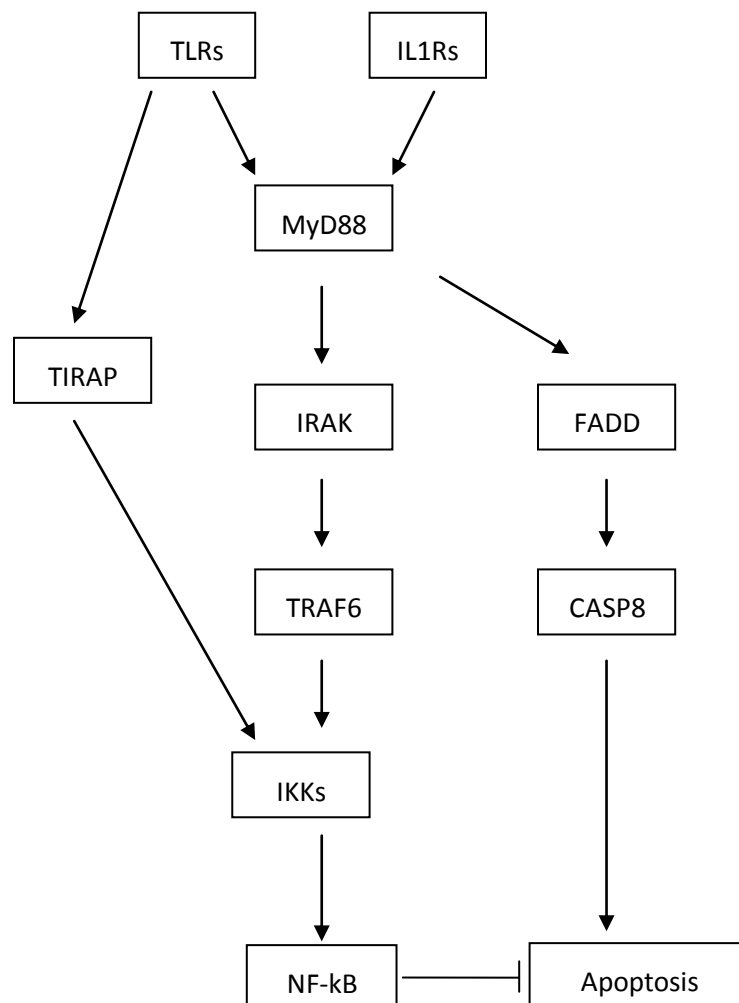 TLRs
IL1Rs
MyD88
TIRAP
IRAK
FADD
TRAF6
CASP8
IKKs
NF-kB
Apoptosis